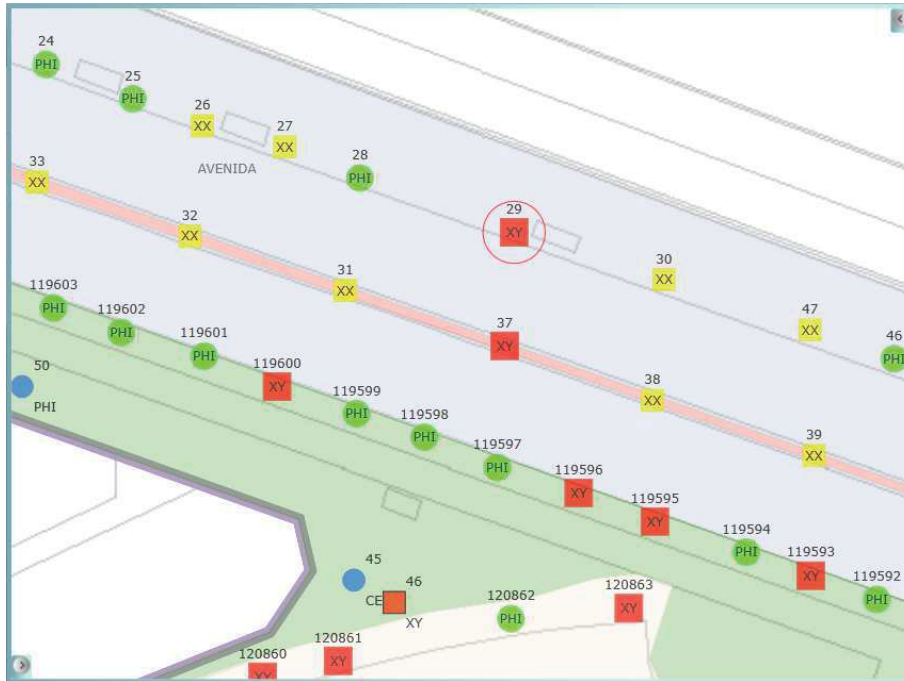 24
PHI
25
PHI
26
XX
27
XX
28
PHI
AVENIDA
29
XY
30
XX
47
XX
46
PHI
33
XX
32
XX
31
XX
37
XY
38
XX
39
XX
119603
PHI
119602
PHI
119601
PHI
119600
XY
119599
PHI
119598
PHI
119597
PHI
119596
XY
119595
XY
119594
PHI
119593
XY
119592
PHI
50
PHI
45
CE
46
XY
120862
PHI
120863
XY
120861
XY
120860
XY